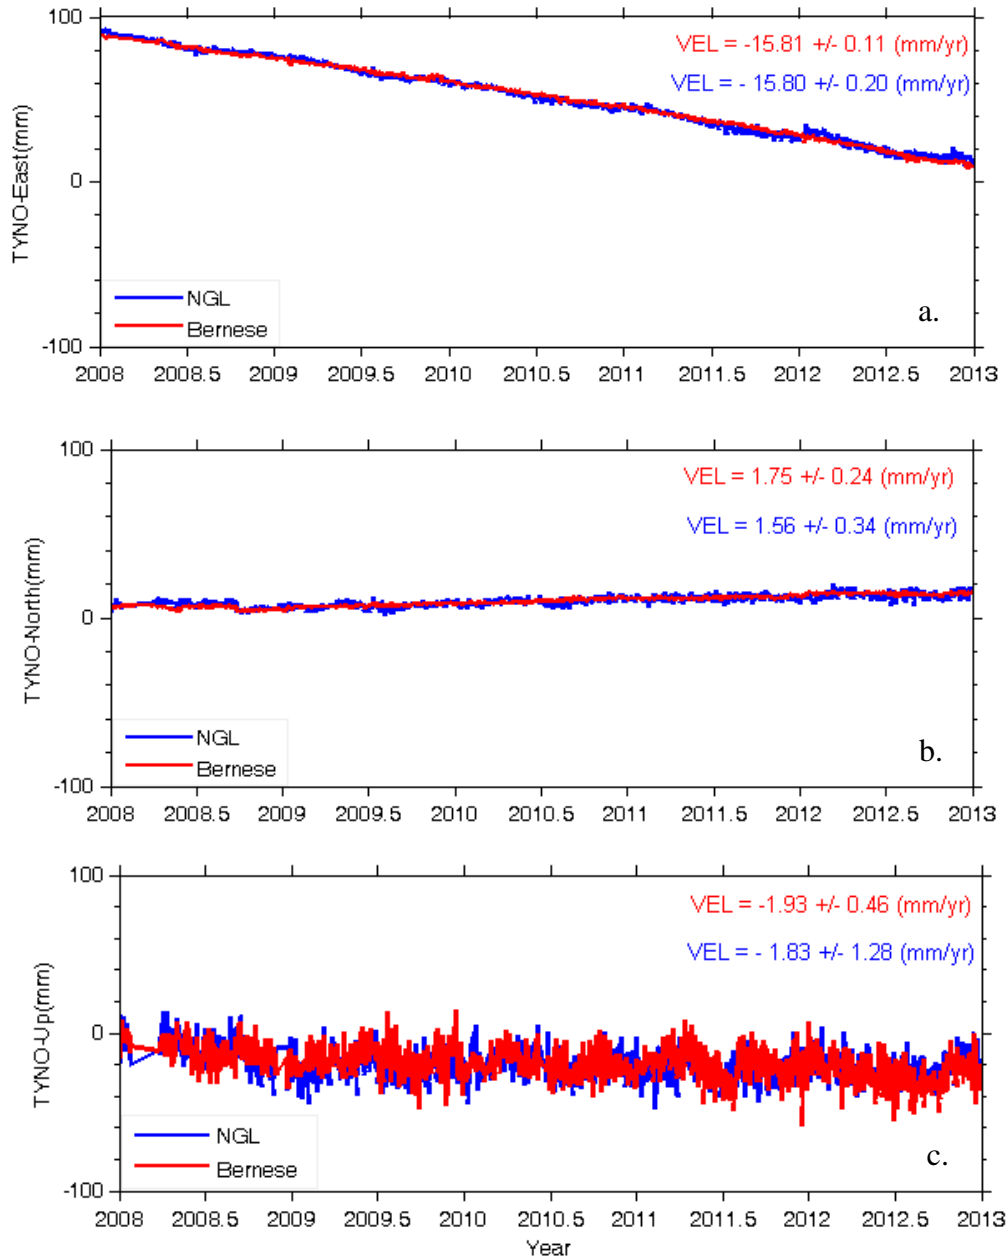 100
VEL = -15.81 +/- 0.11 (mm/yr)
VEL = - 15.80 +/- 0.20 (mm/yr)
TYNO-East(mm)
0
NGL
Bernese
a.
-100
2008 2008.5 2009 2009.5 2010 2010.5 2011 2011.5 2012 2012.5 2013
100
VEL = 1.75 +/- 0.24 (mm/yr)
VEL = 1.56 +/- 0.34 (mm/yr)
TYNO-North(mm)
0
NGL
Bernese
b.
-100
2008 2008.5 2009 2009.5 2010 2010.5 2011 2011.5 2012 2012.5 2013
100
VEL = -1.93 +/- 0.46 (mm/yr)
VEL = - 1.83 +/- 1.28 (mm/yr)
TYNO-Up(mm)
0
NGL
Bernese
c.
-100
2008 2008.5 2009 2009.5 2010 2010.5 2011 2011.5 2012 2012.5 2013
Year